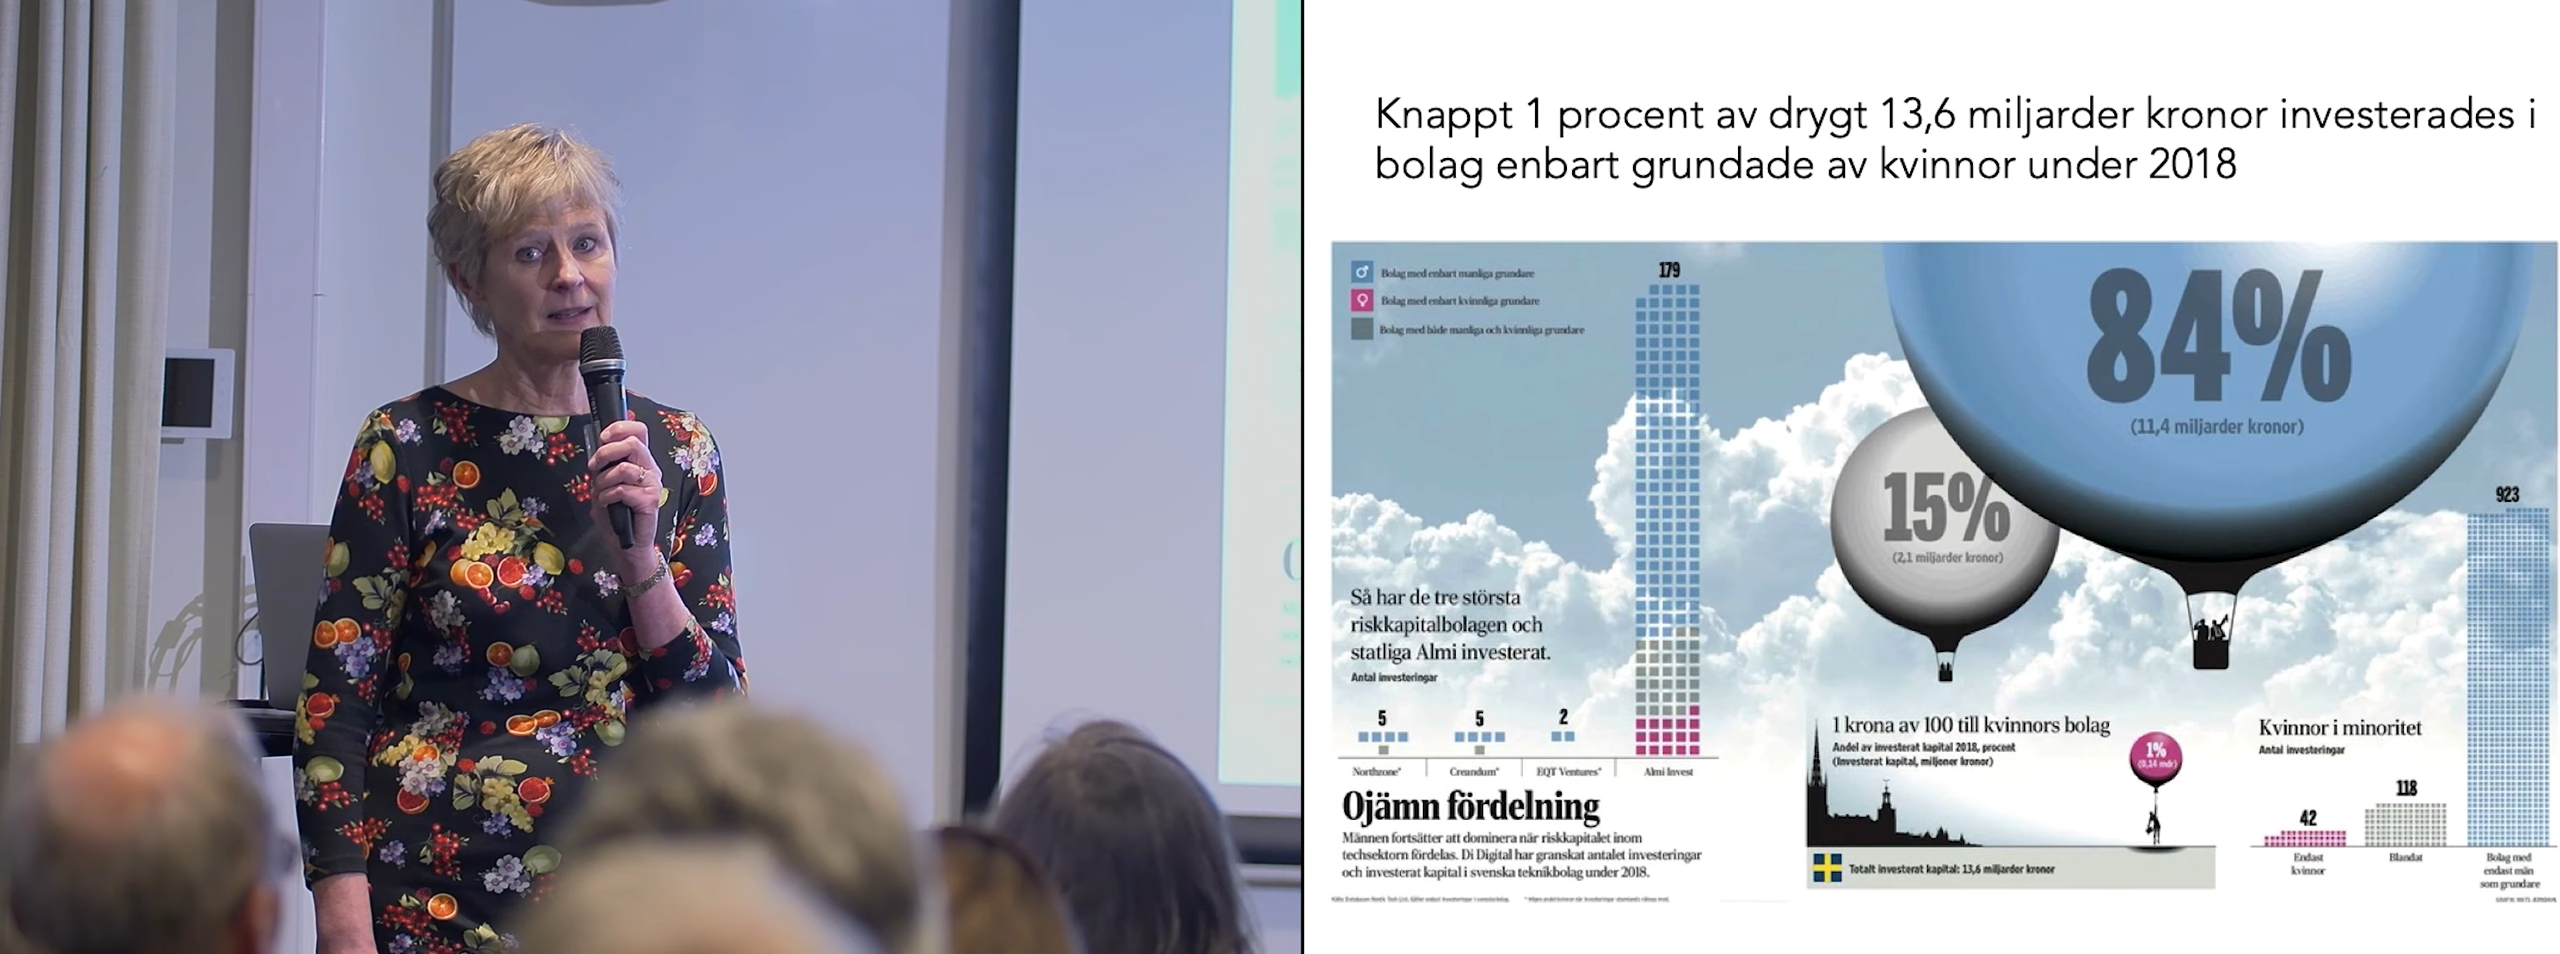 Knappt 1 procent av drygt 13,6 miljarder kronor investerades i
bolag enbart grundade av kvinnor under 2018
Bolag med enbart manliga grundare
Bolag med enbart kvinnliga grundare
Bolag med både manliga och kvinnliga grundare
179
84%
(11,4 miljarder kronor)
15%
(2,1 miljarder kronor)
923
Så har de tre största
riskkapitalbolagen och
statliga Almi investerat.
Antal investeringar
5
5
2
Northzone*
Creandum*
EQT Ventures*
Almi Invest
Ojämn fördelning
Männen fortsätter att dominera när riskkapitalet inom
techsektorn fördelas. Di Digital har granskat antalet investeringar
och investerat kapital i svenska teknikbolag under 2018.
1 krona av 100 till kvinnors bolag
Andel av investerat kapital 2018, procent
(Investerat kapital, miljoner kronor)
1%
(0,14 mdr)
Totalt investerat kapital: 13,6 miljarder kronor
Kvinnor i minoritet
Antal investeringar
42
118
Endast
kvinnor
Blandat
Bolag med
endast män
som grundare